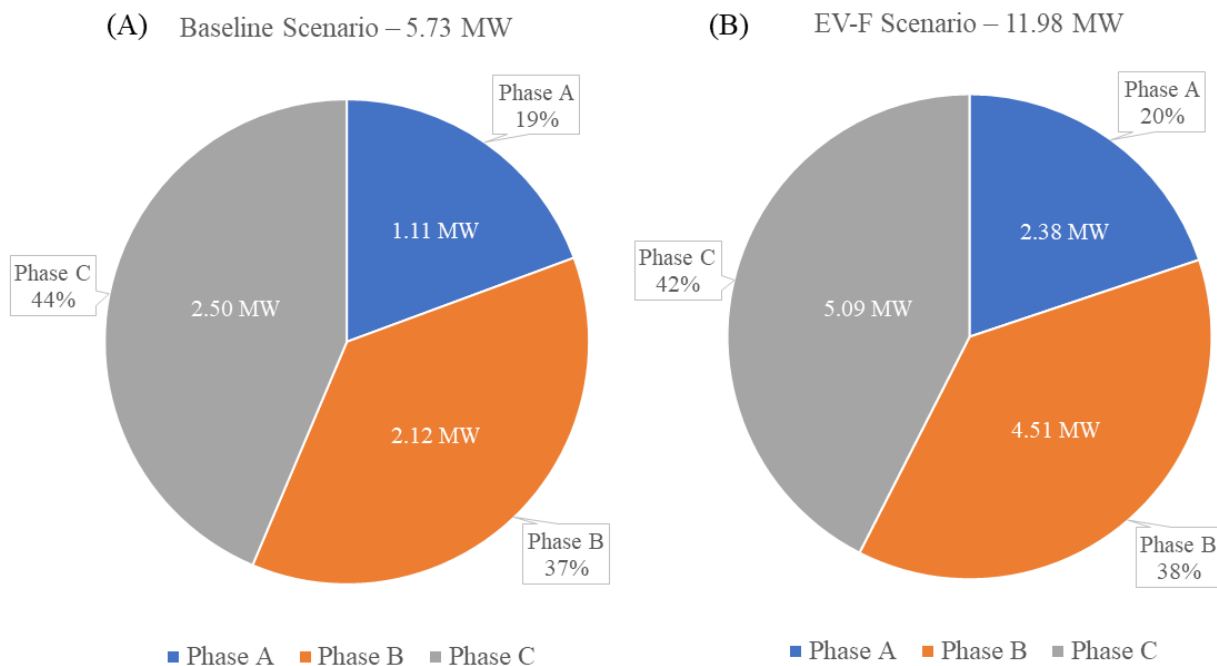 (A) Baseline Scenario – 5.73 MW
Phase A
19%
1.11 MW
Phase C
44%
2.50 MW
2.12 MW
Phase B
37%
■ Phase A ■ Phase B ■ Phase C
(B) EV-F Scenario – 11.98 MW
Phase A
20%
2.38 MW
Phase C
42%
5.09 MW
4.51 MW
Phase B
38%
■ Phase A ■ Phase B ■ Phase C